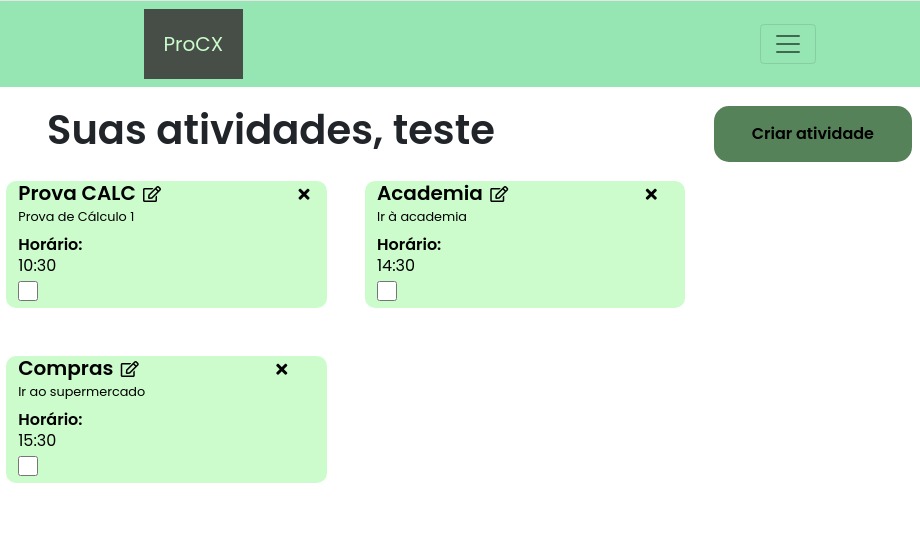 ProCX
Suas atividades, teste
Criar atividade
Prova CALC
Prova de Cálculo 1
Horário:
10:30
Academia
Ir à academia
Horário:
14:30
Compras
Ir ao supermercado
Horário:
15:30